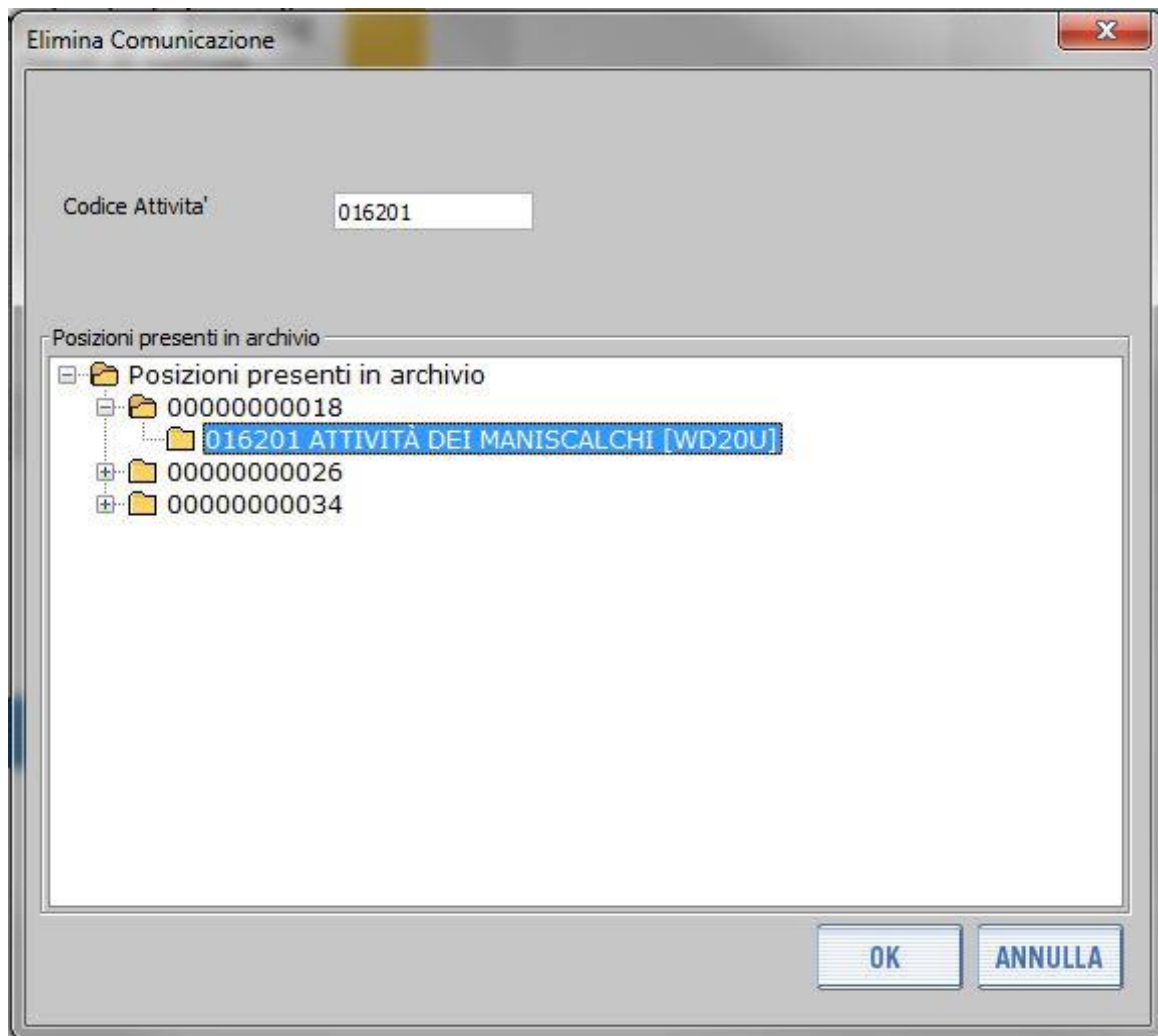 Elimina Comunicazione
Codice Attivita'
016201
Posizioni presenti in archivio
Posizioni presenti in archivio
00000000018
016201 ATTIVITÀ DEI MANISCALCHI [WD20U]
00000000026
00000000034
OK
ANNULLA